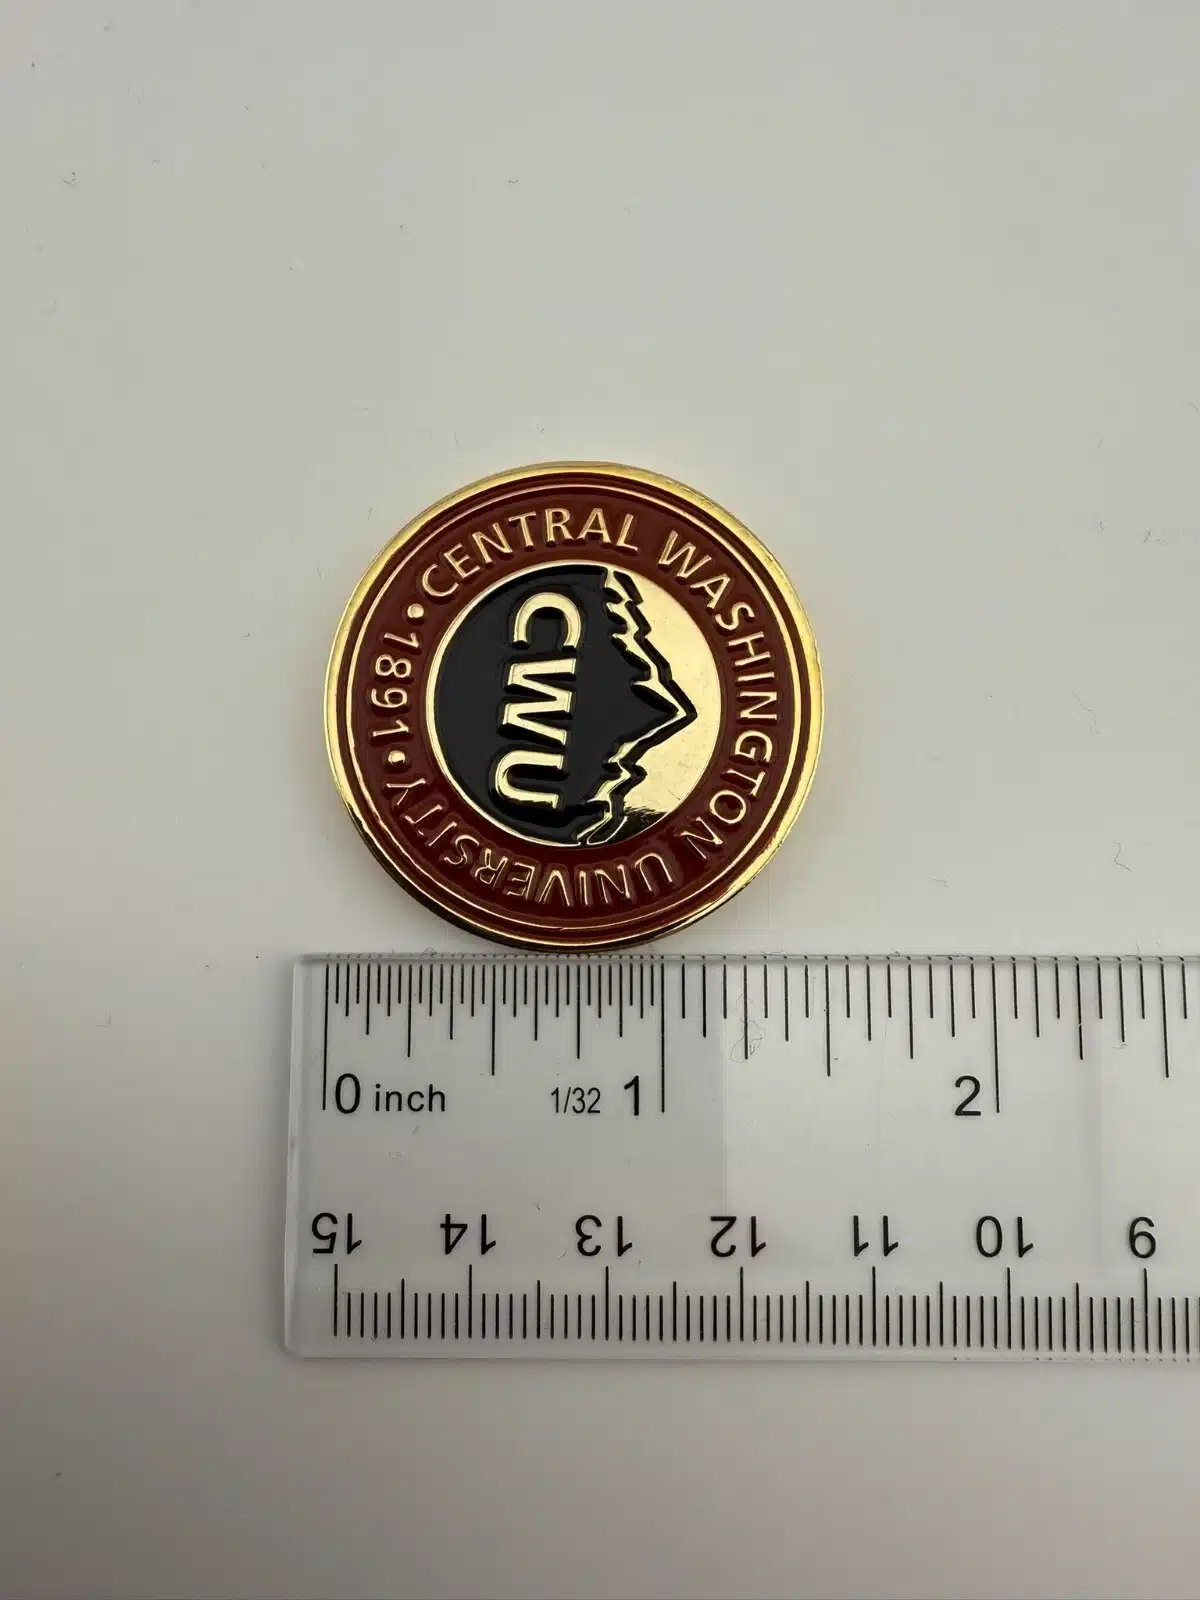 CENTRAL WASHINGTON UNIVERSITY • 1891 •
CWU
0 inch 1/32 1 2
15 14 13 12 11 10 9